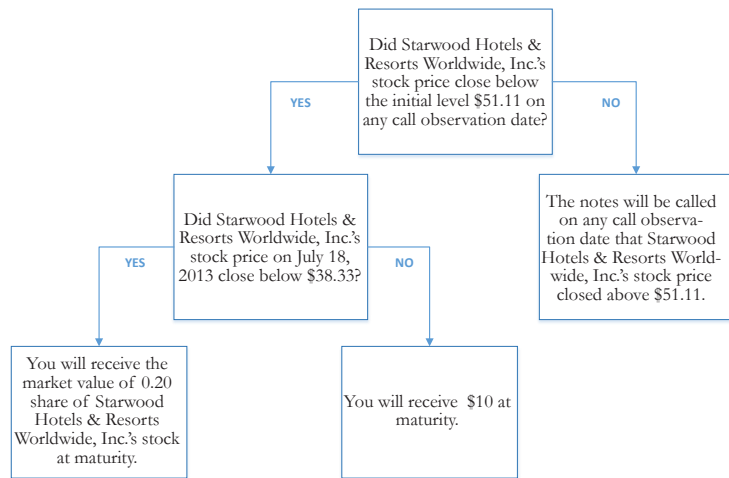 Did Starwood Hotels &
Resorts Worldwide, Inc.'s
stock price close below
the initial level $51.11 on
any call observation date?
YES
NO
Did Starwood Hotels &
Resorts Worldwide, Inc.'s
stock price on July 18,
2013 close below $38.33?
The notes will be called
on any call observa-
tion date that Starwood
Hotels & Resorts World-
wide, Inc.'s stock price
closed above $51.11.
YES
NO
You will receive the
market value of 0.20
share of Starwood
Hotels & Resorts
Worldwide, Inc.'s stock
at maturity.
You will receive $10 at
maturity.